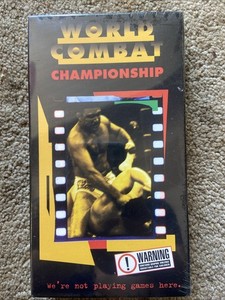 WORLD
COMBAT
CHAMPIONSHIP
WARNING
We're not playing games here.